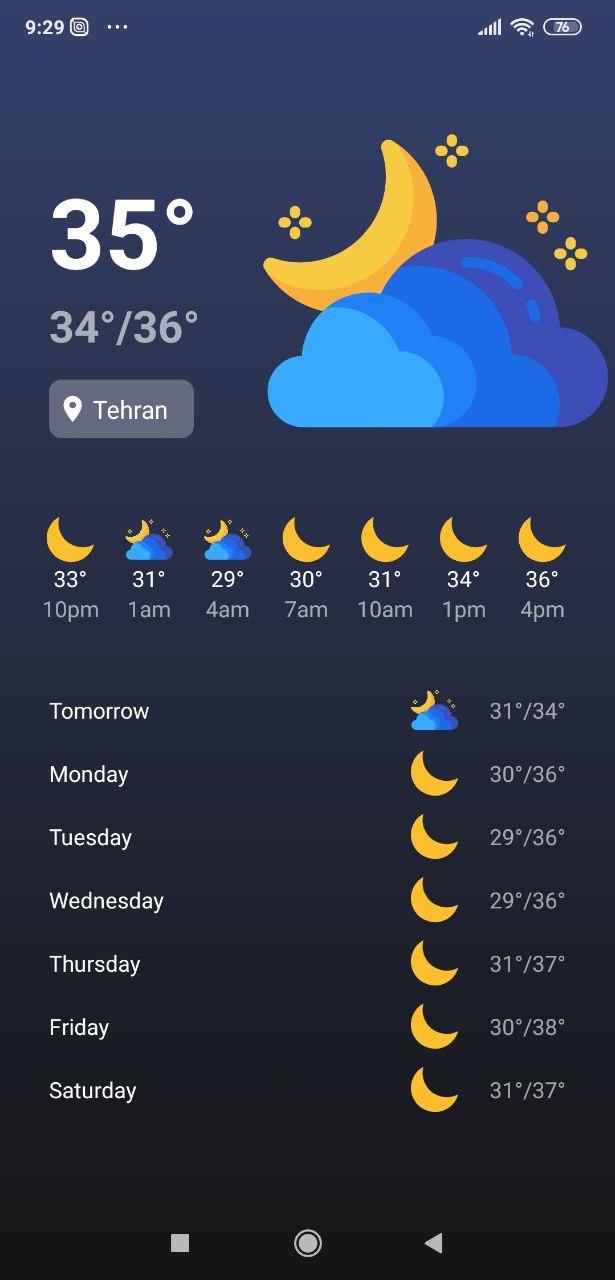 9:29 ... 76
35°
34°/36°
Tehran
33° 31° 29° 30° 31° 34° 36°
10pm 1am 4am 7am 10am 1pm 4pm
Tomorrow 31°/34°
Monday 30°/36°
Tuesday 29°/36°
Wednesday 29°/36°
Thursday 31°/37°
Friday 30°/38°
Saturday 31°/37°